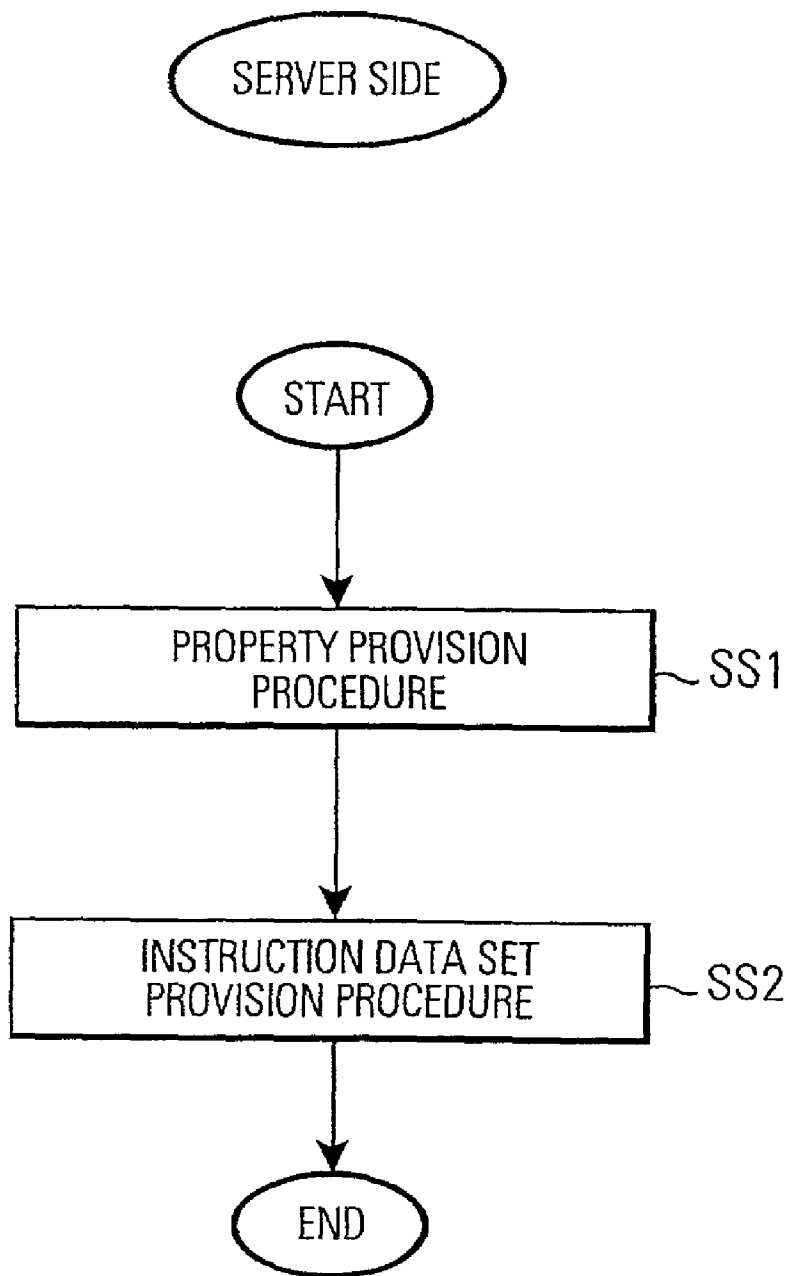 SERVER SIDE
START
PROPERTY PROVISION
PROCEDURE
SS1
INSTRUCTION DATA SET
PROVISION PROCEDURE
SS2
END